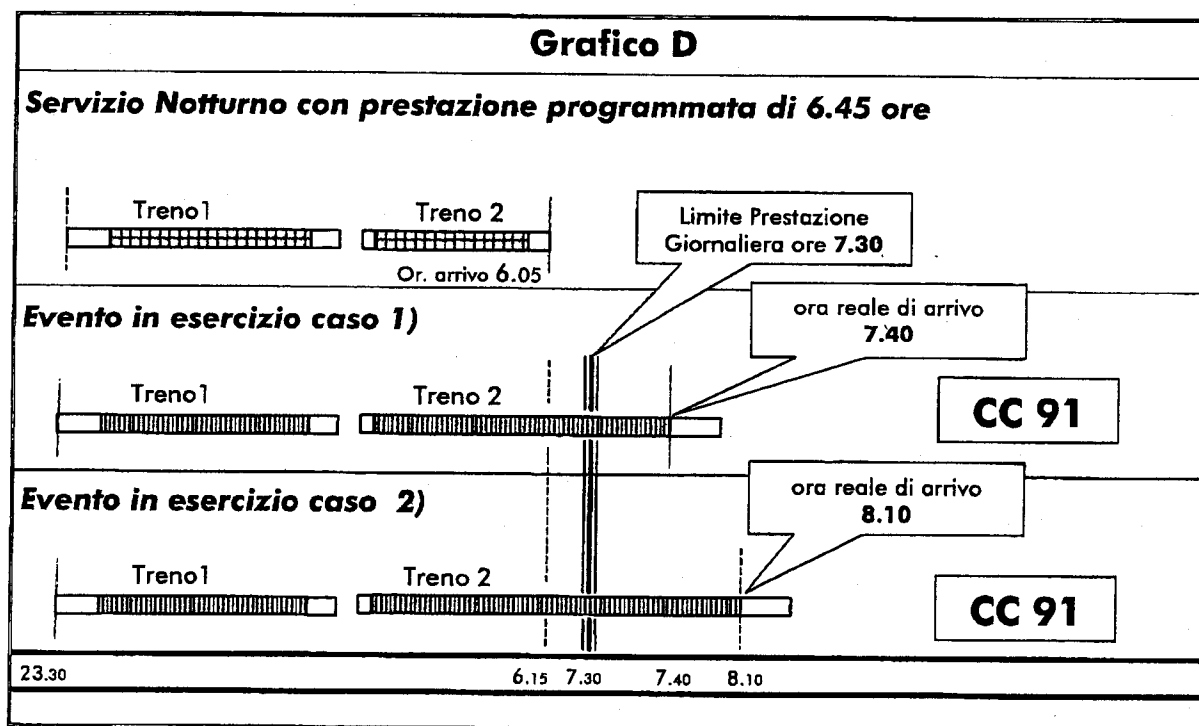 Grafico D
Servizio Notturno con prestazione programmata di 6.45 ore
Treno1
Treno 2
Or. arrivo 6.05
Limite Prestazione
Giornaliera ore 7.30
Evento in esercizio caso 1)
ora reale di arrivo
7.40
Treno1
Treno 2
CC 91
Evento in esercizio caso 2)
ora reale di arrivo
8.10
Treno1
Treno 2
CC 91
23.30
6.15
7.30
7.40
8.10